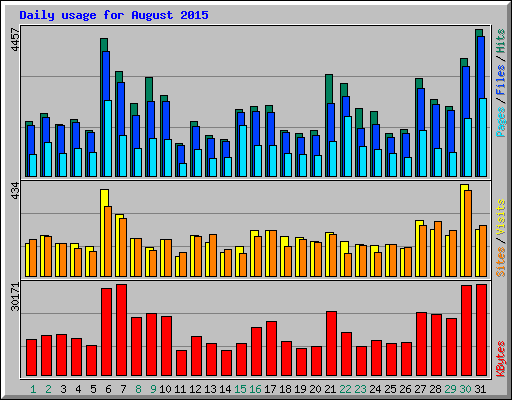 Daily usage for August 2015
4457
Pages / Files / Hits
434
Sites / Visits
30171
KBytes
1 2 3 4 5 6 7 8 9 10 11 12 13 14 15 16 17 18 19 20 21 22 23 24 25 26 27 28 29 30 31